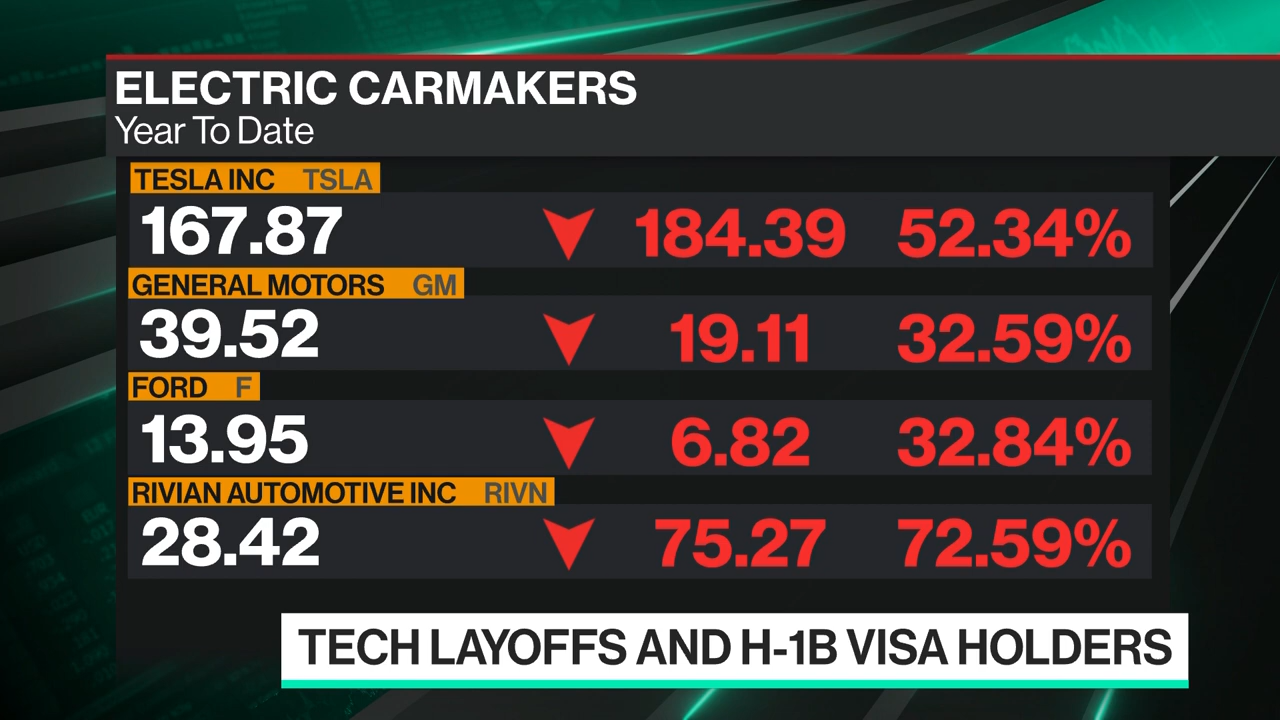 ELECTRIC CARMAKERS
Year To Date
TESLA INC TSLA
167.87 184.39 52.34%
GENERAL MOTORS GM
39.52 19.11 32.59%
FORD F
13.95 6.82 32.84%
RIVIAN AUTOMOTIVE INC RIVN
28.42 75.27 72.59%
TECH LAYOFFS AND H-1B VISA HOLDERS